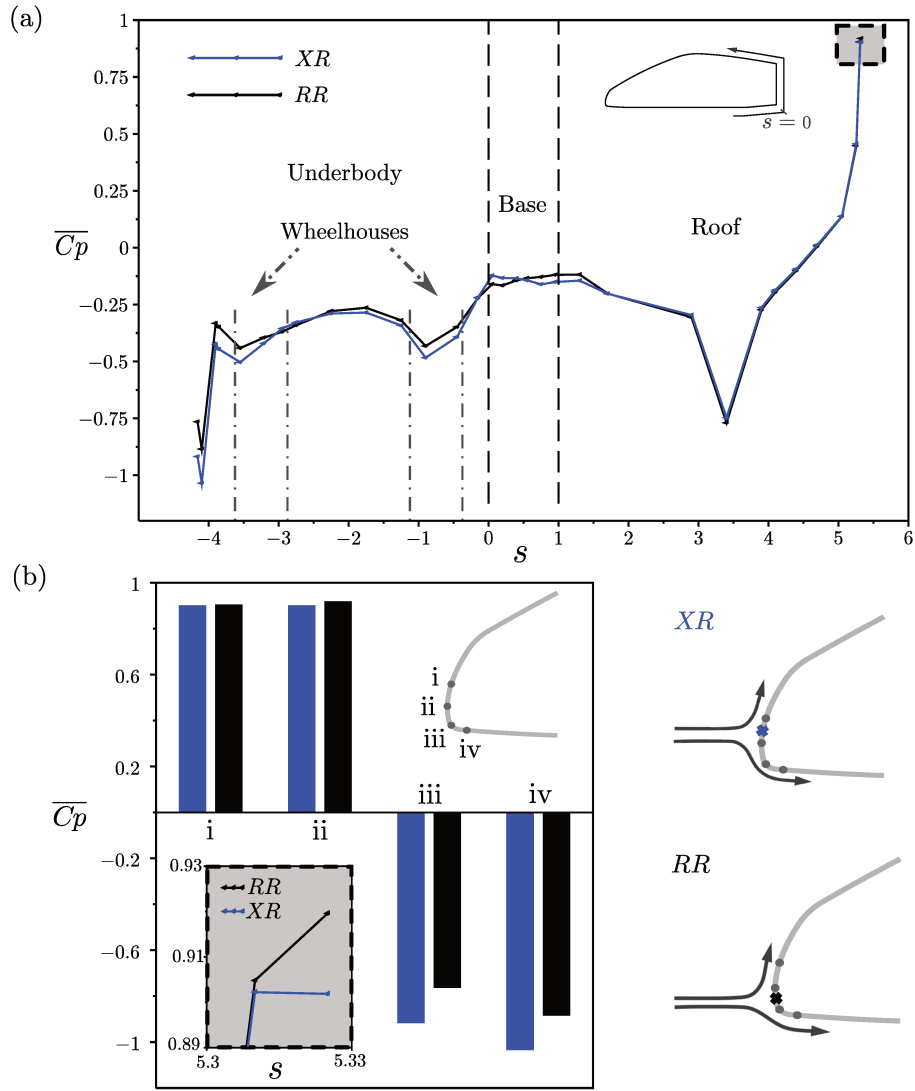 (a)
1
0.75
0.5
0.25
0
−0.25
−0.5
−0.75
−1
$\overline{Cp}$
XR
RR
Underbody
Wheelhouses
Base
Roof
s = 0
−4 −3 −2 −1 0 1 2 3 4 5 6
s
(b)
1
0.6
0.2
−0.2
−0.6
−1
$\overline{Cp}$
i
ii
iii
iv
i
ii
iii
iv
0.93
0.91
0.89
RR
XR
5.3 5.33
s
XR
RR